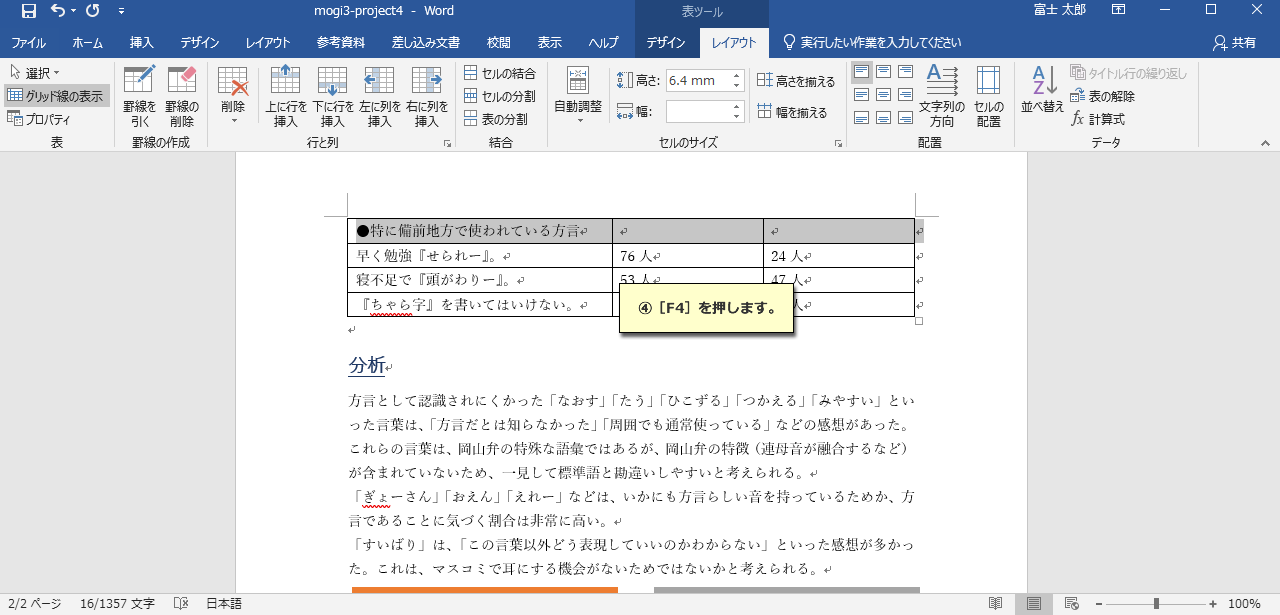 mogi3-project4 - Word
表ツール
富士 太郎
ファイル ホーム 挿入 デザイン レイアウト 参考資料 差し込み文書 校閲 表示 ヘルプ デザイン レイアウト 実行したい作業を入力してください 共有
選択
グリッド線の表示
プロパティ
表
罫線を引く
罫線の削除
罫線の作成
削除
上に行を挿入
下に行を挿入
左に列を挿入
右に列を挿入
行と列
セルの結合
セルの分割
表の分割
結合
自動調整
高さ: 6.4 mm
幅:
高さを揃える
幅を揃える
セルのサイズ
文字列の方向
セルの配置
配置
並べ替え
タイトル行の繰り返し
表の解除
計算式
データ
●特に備前地方で使われている方言
早く勉強『せられー』。 76 人 24 人
寝不足で『頭がわりー』。 53 人 47 人
『ちゃら字』を書いてはいけない。 人
④［F4］を押します。
分析
方言として認識されにくかった「なおす」「たう」「ひこずる」「つかえる」「みやすい」とい
った言葉は、「方言だとは知らなかった」「周囲でも通常使っている」などの感想があった。
これらの言葉は、岡山弁の特殊な語彙ではあるが、岡山弁の特徴（連母音が融合するなど）
が含まれていないため、一見して標準語と勘違いしやすいと考えられる。
「ぎょーさん」「おえん」「えれー」などは、いかにも方言らしい音を持っているためか、方
言であることに気づく割合は非常に高い。
「すいばり」は、「この言葉以外どう表現していいのかわからない」といった感想が多かっ
た。これは、マスコミで耳にする機会がないためではないかと考えられる。
2/2 ページ 16/1357 文字 日本語 100%